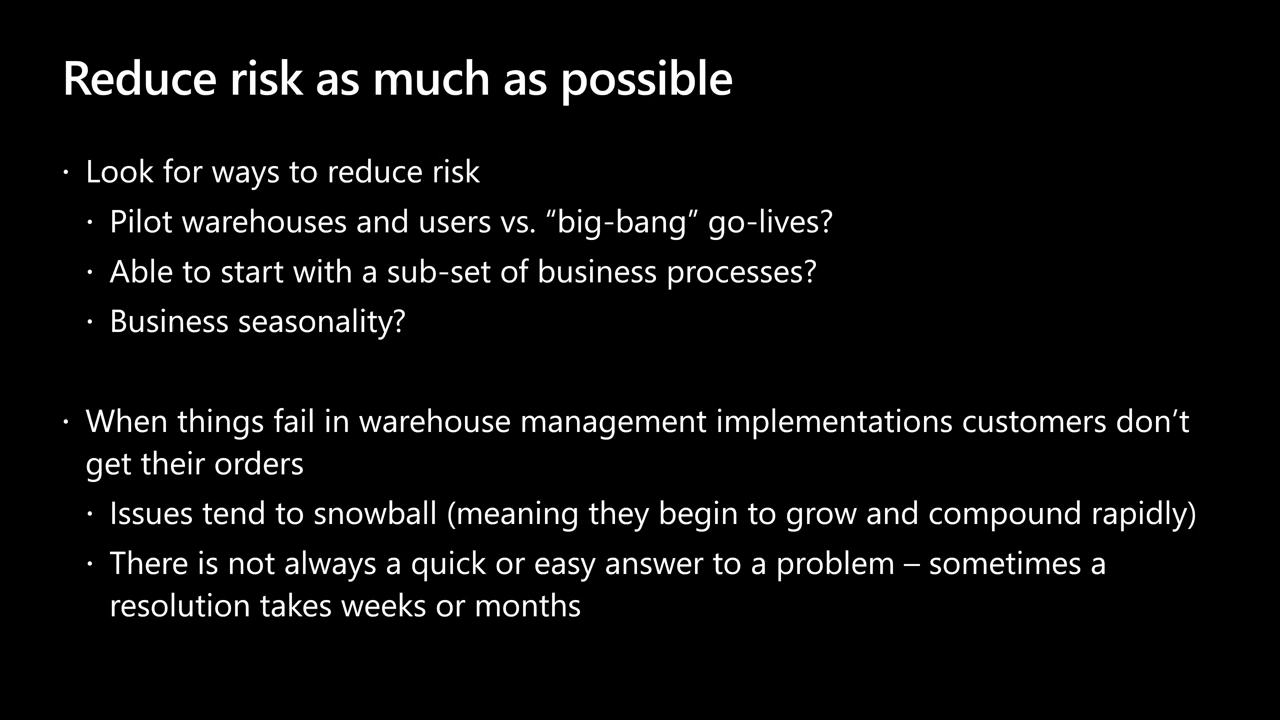 Reduce risk as much as possible
· Look for ways to reduce risk
· Pilot warehouses and users vs. “big-bang” go-lives?
· Able to start with a sub-set of business processes?
· Business seasonality?
· When things fail in warehouse management implementations customers don’t
get their orders
· Issues tend to snowball (meaning they begin to grow and compound rapidly)
· There is not always a quick or easy answer to a problem – sometimes a
resolution takes weeks or months